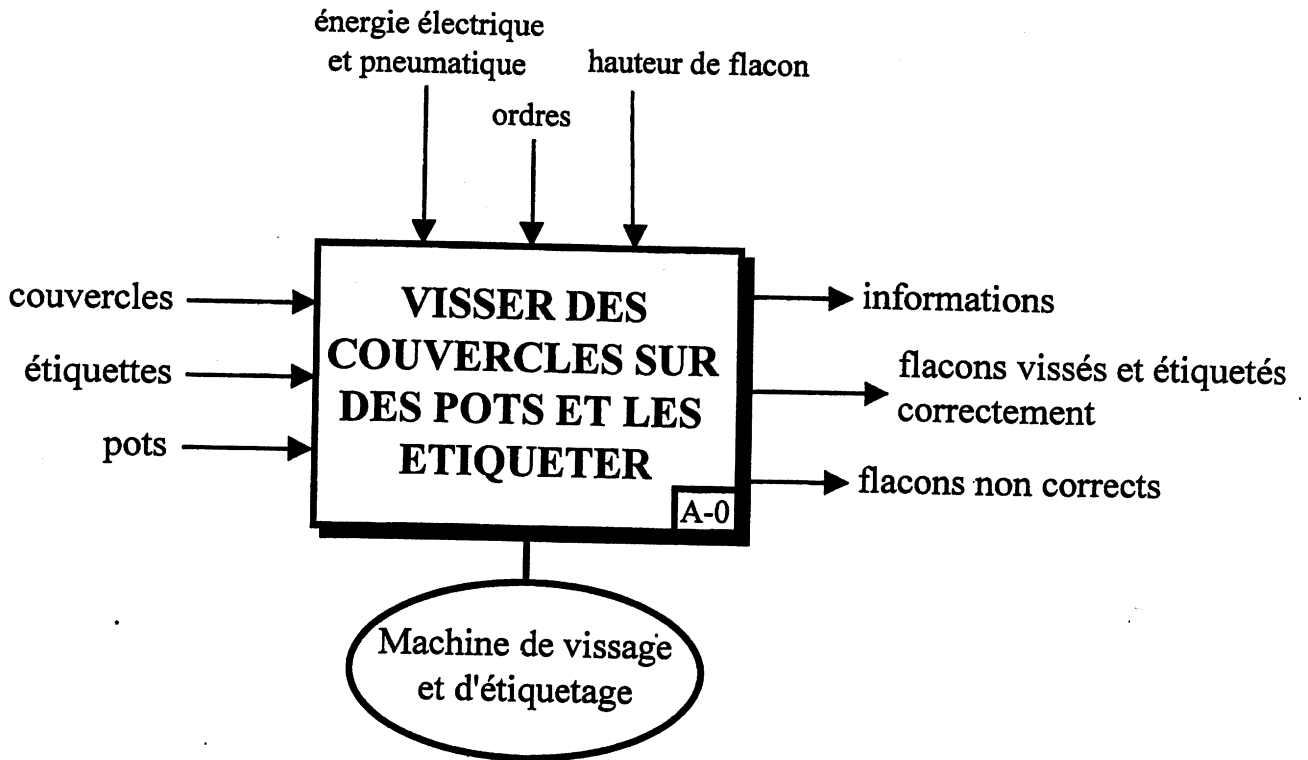 énergie électrique
et pneumatique
hauteur de flacon
ordres
couvercles
étiquettes
pots
VISSER DES
COUVERCLES SUR
DES POTS ET LES
ETIQUETER
A-0
informations
flacons vissés et étiquetés
correctement
flacons non corrects
Machine de vissage
et d'étiquetage